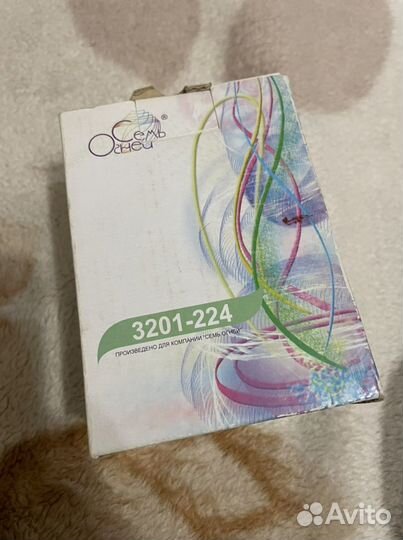 Семь
Огней ®
3201-224
ПРОИЗВЕДЕНО ДЛЯ КОМПАНИИ "СЕМЬ ОГНЕЙ"
Avito